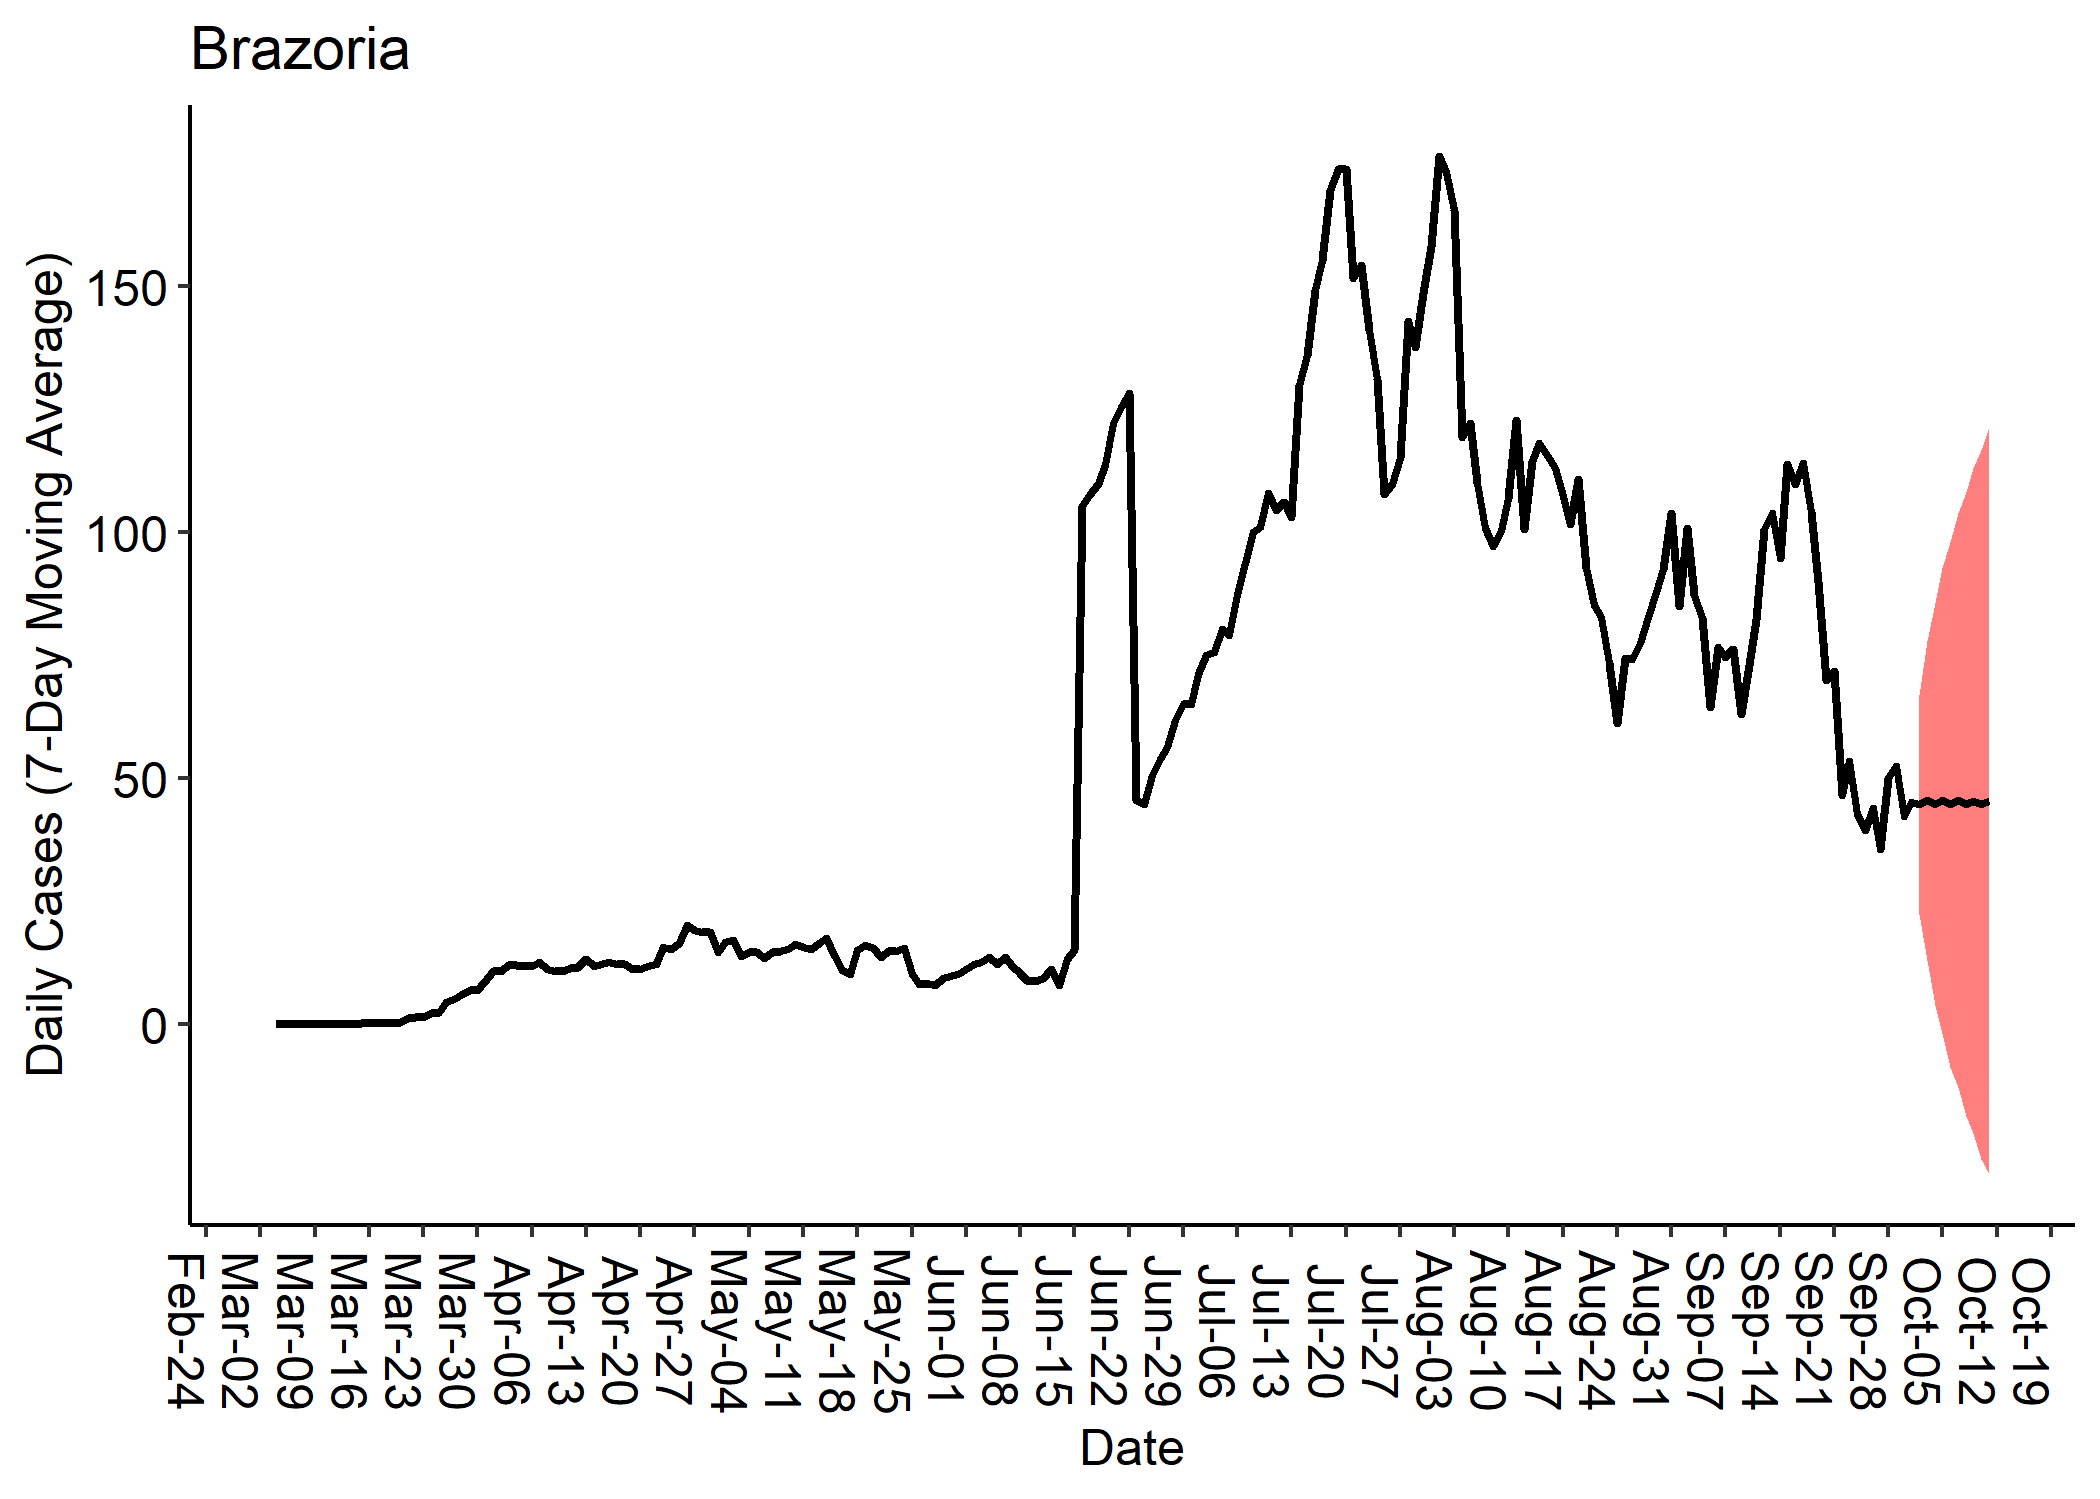 Brazoria
Daily Cases (7-Day Moving Average)
150
100
50
0
Feb-24
Mar-02
Mar-09
Mar-16
Mar-23
Mar-30
Apr-06
Apr-13
Apr-20
Apr-27
May-04
May-11
May-18
May-25
Jun-01
Jun-08
Jun-15
Jun-22
Jun-29
Jul-06
Jul-13
Jul-20
Jul-27
Aug-03
Aug-10
Aug-17
Aug-24
Aug-31
Sep-07
Sep-14
Sep-21
Sep-28
Oct-05
Oct-12
Oct-19
Date